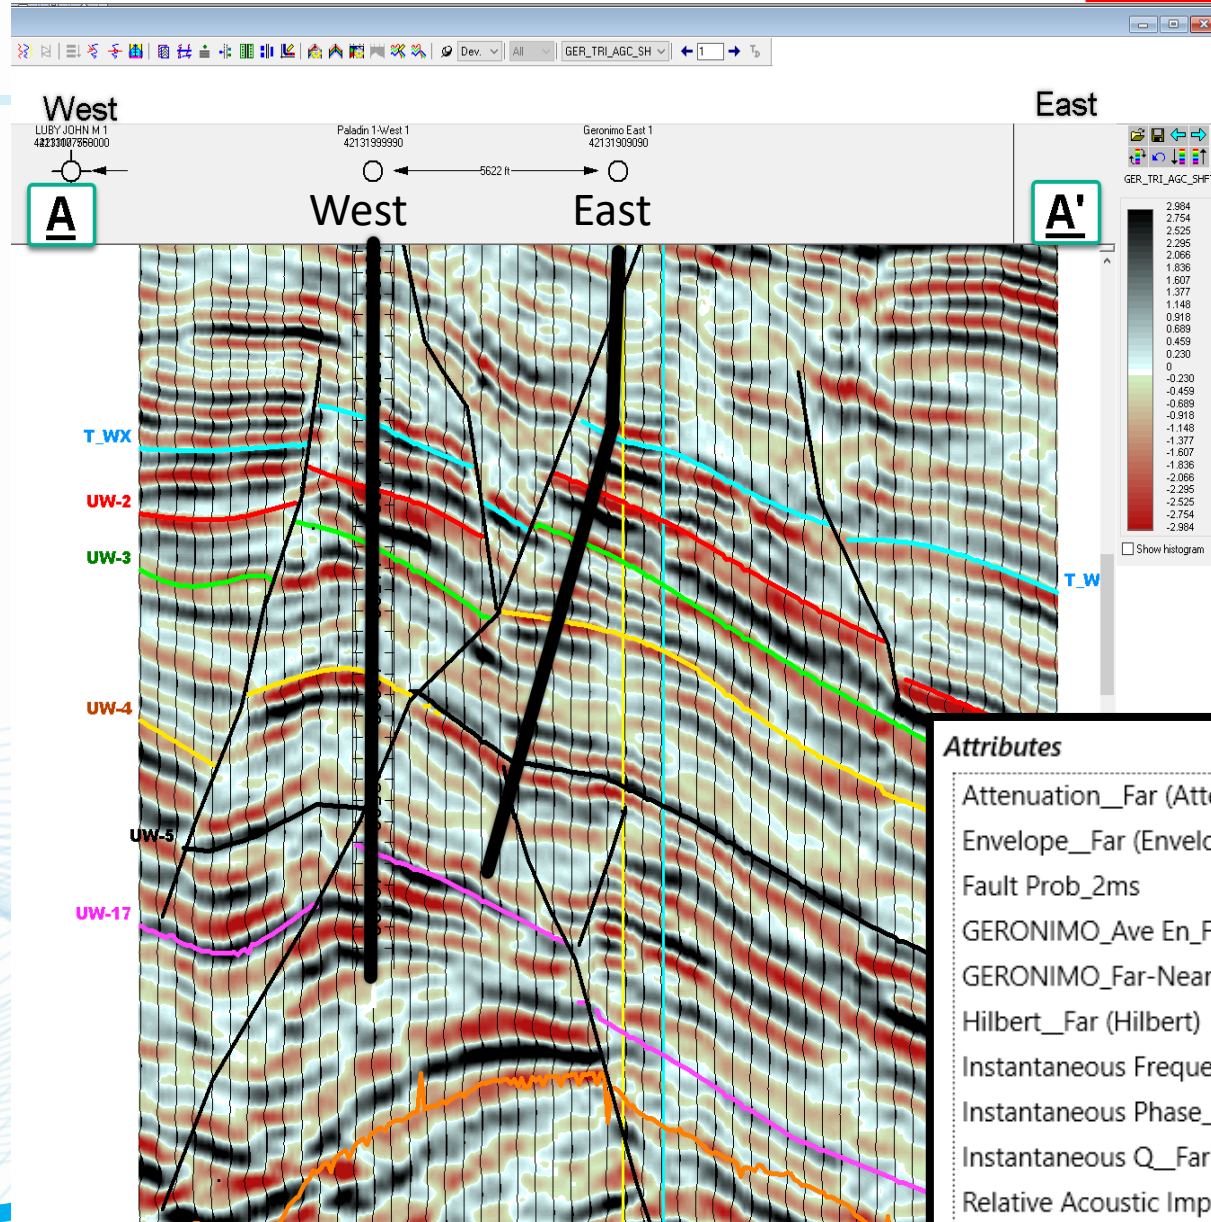 Dev.
All
GER_TRI_AGC_SH
1
West
East
LUBY JOHN M 1
Paladin 1-West 1
42131999990
Geronimo East 1
42131909090
5622 ft
A
West
East
A'
GER_TRI_AGC_SHF
2.984
2.754
2.525
2.295
2.066
1.836
1.607
1.377
1.148
0.918
0.689
0.459
0.230
0
-0.230
-0.459
-0.689
-0.918
-1.148
-1.377
-1.607
-1.836
-2.066
-2.295
-2.525
-2.754
-2.984
Show histogram
T_WX
UW-2
UW-3
T_W
UW-4
UW-5
UW-17
Attributes
Attenuation__Far (Att
Envelope__Far (Envel
Fault Prob_2ms
GERONIMO_Ave En_F
GERONIMO_Far-Near
Hilbert__Far (Hilbert)
Instantaneous Freque
Instantaneous Phase_
Instantaneous Q__Far
Relative Acoustic Imp